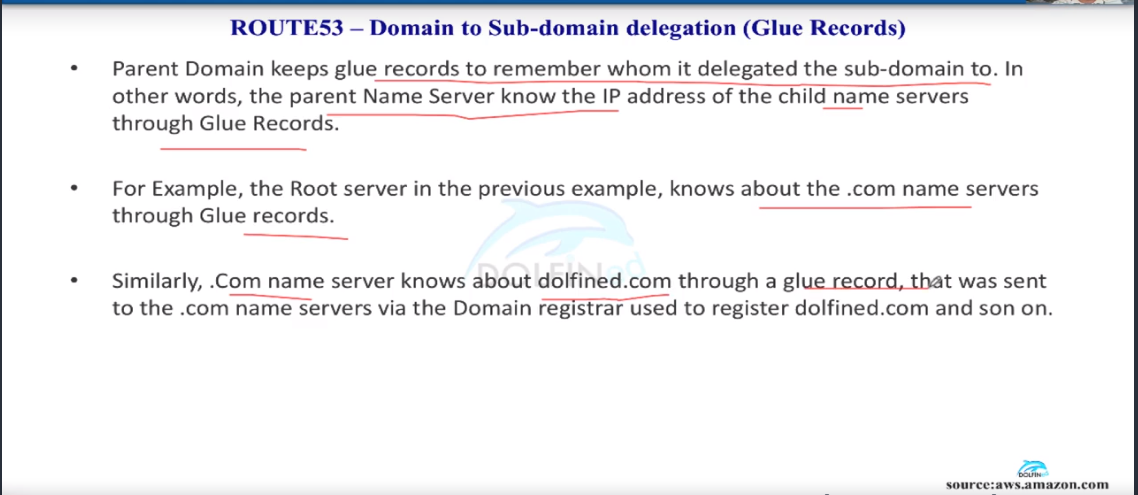 ROUTE53 – Domain to Sub-domain delegation (Glue Records)
• Parent Domain keeps glue records to remember whom it delegated the sub-domain to. In
other words, the parent Name Server know the IP address of the child name servers
through Glue Records.
• For Example, the Root server in the previous example, knows about the .com name servers
through Glue records.
DOLFINed
• Similarly, .Com name server knows about dolfined.com through a glue record, that was sent
to the .com name servers via the Domain registrar used to register dolfined.com and son on.
DOLFINed
source:aws.amazon.com